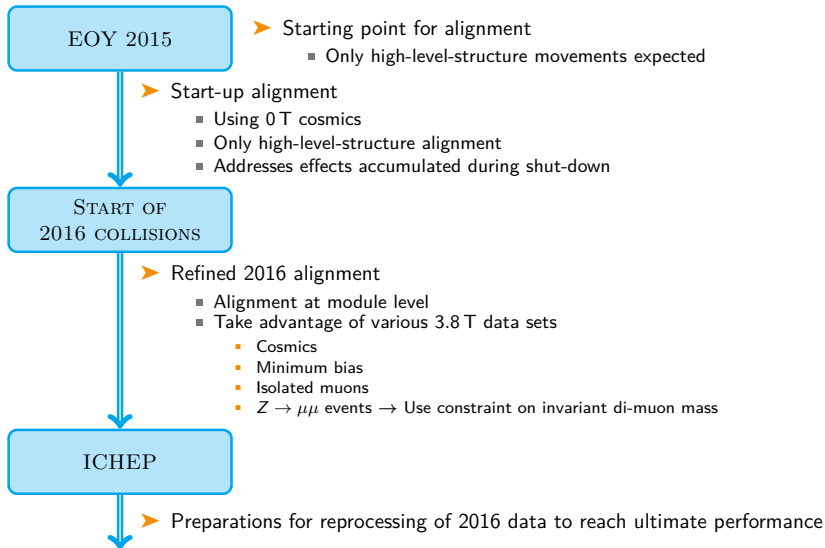 EOY 2015
➤ Starting point for alignment
▪ Only high-level-structure movements expected
➤ Start-up alignment
▪ Using 0 T cosmics
▪ Only high-level-structure alignment
▪ Addresses effects accumulated during shut-down
START OF
2016 COLLISIONS
➤ Refined 2016 alignment
▪ Alignment at module level
▪ Take advantage of various 3.8 T data sets
▪ Cosmics
▪ Minimum bias
▪ Isolated muons
▪ Z → μμ events → Use constraint on invariant di-muon mass
ICHEP
➤ Preparations for reprocessing of 2016 data to reach ultimate performance